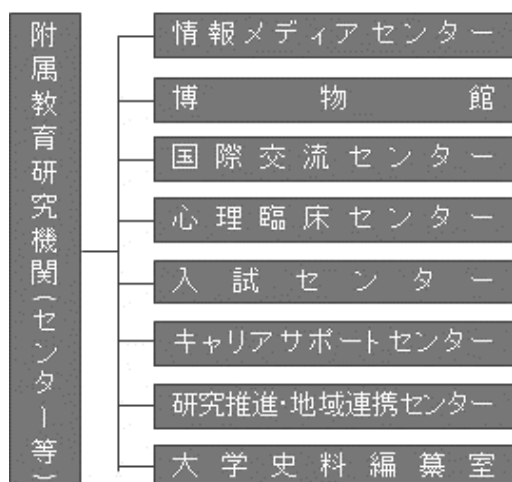 附属教育研究機関(センター等)
情報メディアセンター
博物館
国際交流センター
心理臨床センター
入試センター
キャリアサポートセンター
研究推進・地域連携センター
大学史料編纂室